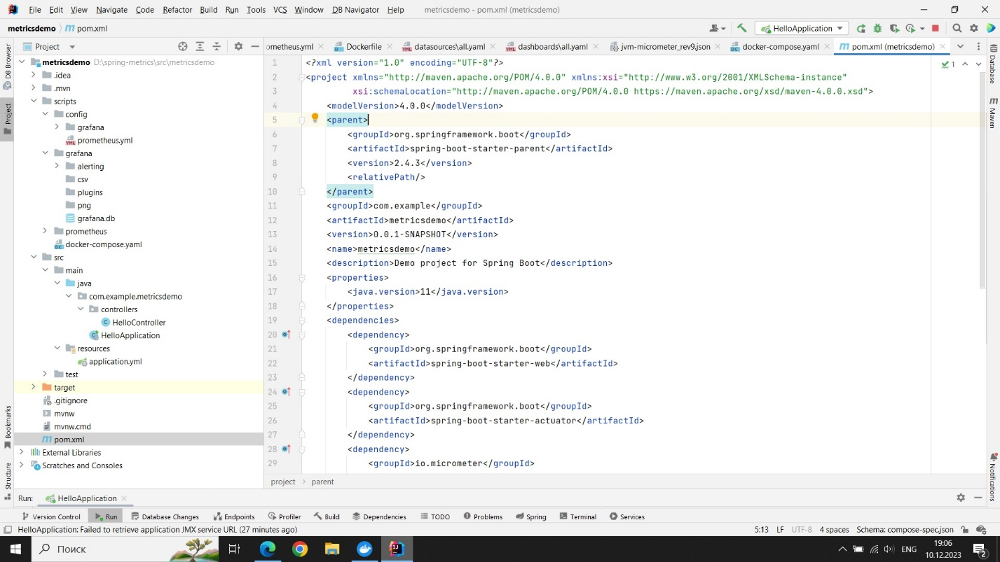 File Edit View Navigate Code Refactor Build Run Tools VCS Window DB Navigator Help metricsdemo - pom.xml (metricsdemo)
metricsdemo pom.xml HelloApplication
Project
ometheus.yml Dockerfile datasources\all.yaml dashboards\all.yaml jvm-micrometer_rev9.json docker-compose.yaml pom.xml (metricsdemo)
DB Browser
Project
Bookmarks
Structure
metricsdemo D:\spring-metrics\src\metricsdemo
.idea
.mvn
scripts
config
grafana
prometheus.yml
grafana
alerting
csv
plugins
png
grafana.db
prometheus
docker-compose.yaml
src
main
java
com.example.metricsdemo
controllers
HelloController
HelloApplication
resources
application.yml
test
target
.gitignore
mvnw
mvnw.cmd
pom.xml
External Libraries
Scratches and Consoles
1 <?xml version="1.0" encoding="UTF-8"?>
2 <project xmlns="http://maven.apache.org/POM/4.0.0" xmlns:xsi="http://www.w3.org/2001/XMLSchema-instance"
3 xsi:schemaLocation="http://maven.apache.org/POM/4.0.0 https://maven.apache.org/xsd/maven-4.0.0.xsd">
4 <modelVersion>4.0.0</modelVersion>
5 <parent>
6 <groupId>org.springframework.boot</groupId>
7 <artifactId>spring-boot-starter-parent</artifactId>
8 <version>2.4.3</version>
9 <relativePath/>
10 </parent>
11 <groupId>com.example</groupId>
12 <artifactId>metricsdemo</artifactId>
13 <version>0.0.1-SNAPSHOT</version>
14 <name>metricsdemo</name>
15 <description>Demo project for Spring Boot</description>
16 <properties>
17 <java.version>11</java.version>
18 </properties>
19 <dependencies>
20 <dependency>
21 <groupId>org.springframework.boot</groupId>
22 <artifactId>spring-boot-starter-web</artifactId>
23 </dependency>
24 <dependency>
25 <groupId>org.springframework.boot</groupId>
26 <artifactId>spring-boot-starter-actuator</artifactId>
27 </dependency>
28 <dependency>
29 <groupId>io.micrometer</groupId>
1
Database
Maven
Notifications
project parent
Run: HelloApplication
Version Control Run Database Changes Endpoints Profiler Build Dependencies TODO Problems Spring Terminal Services
HelloApplication: Failed to retrieve application JMX service URL (27 minutes ago) 5:13 LF UTF-8 4 spaces Schema: compose-spec.json
Поиск ENG 19:06
10.12.2023 2